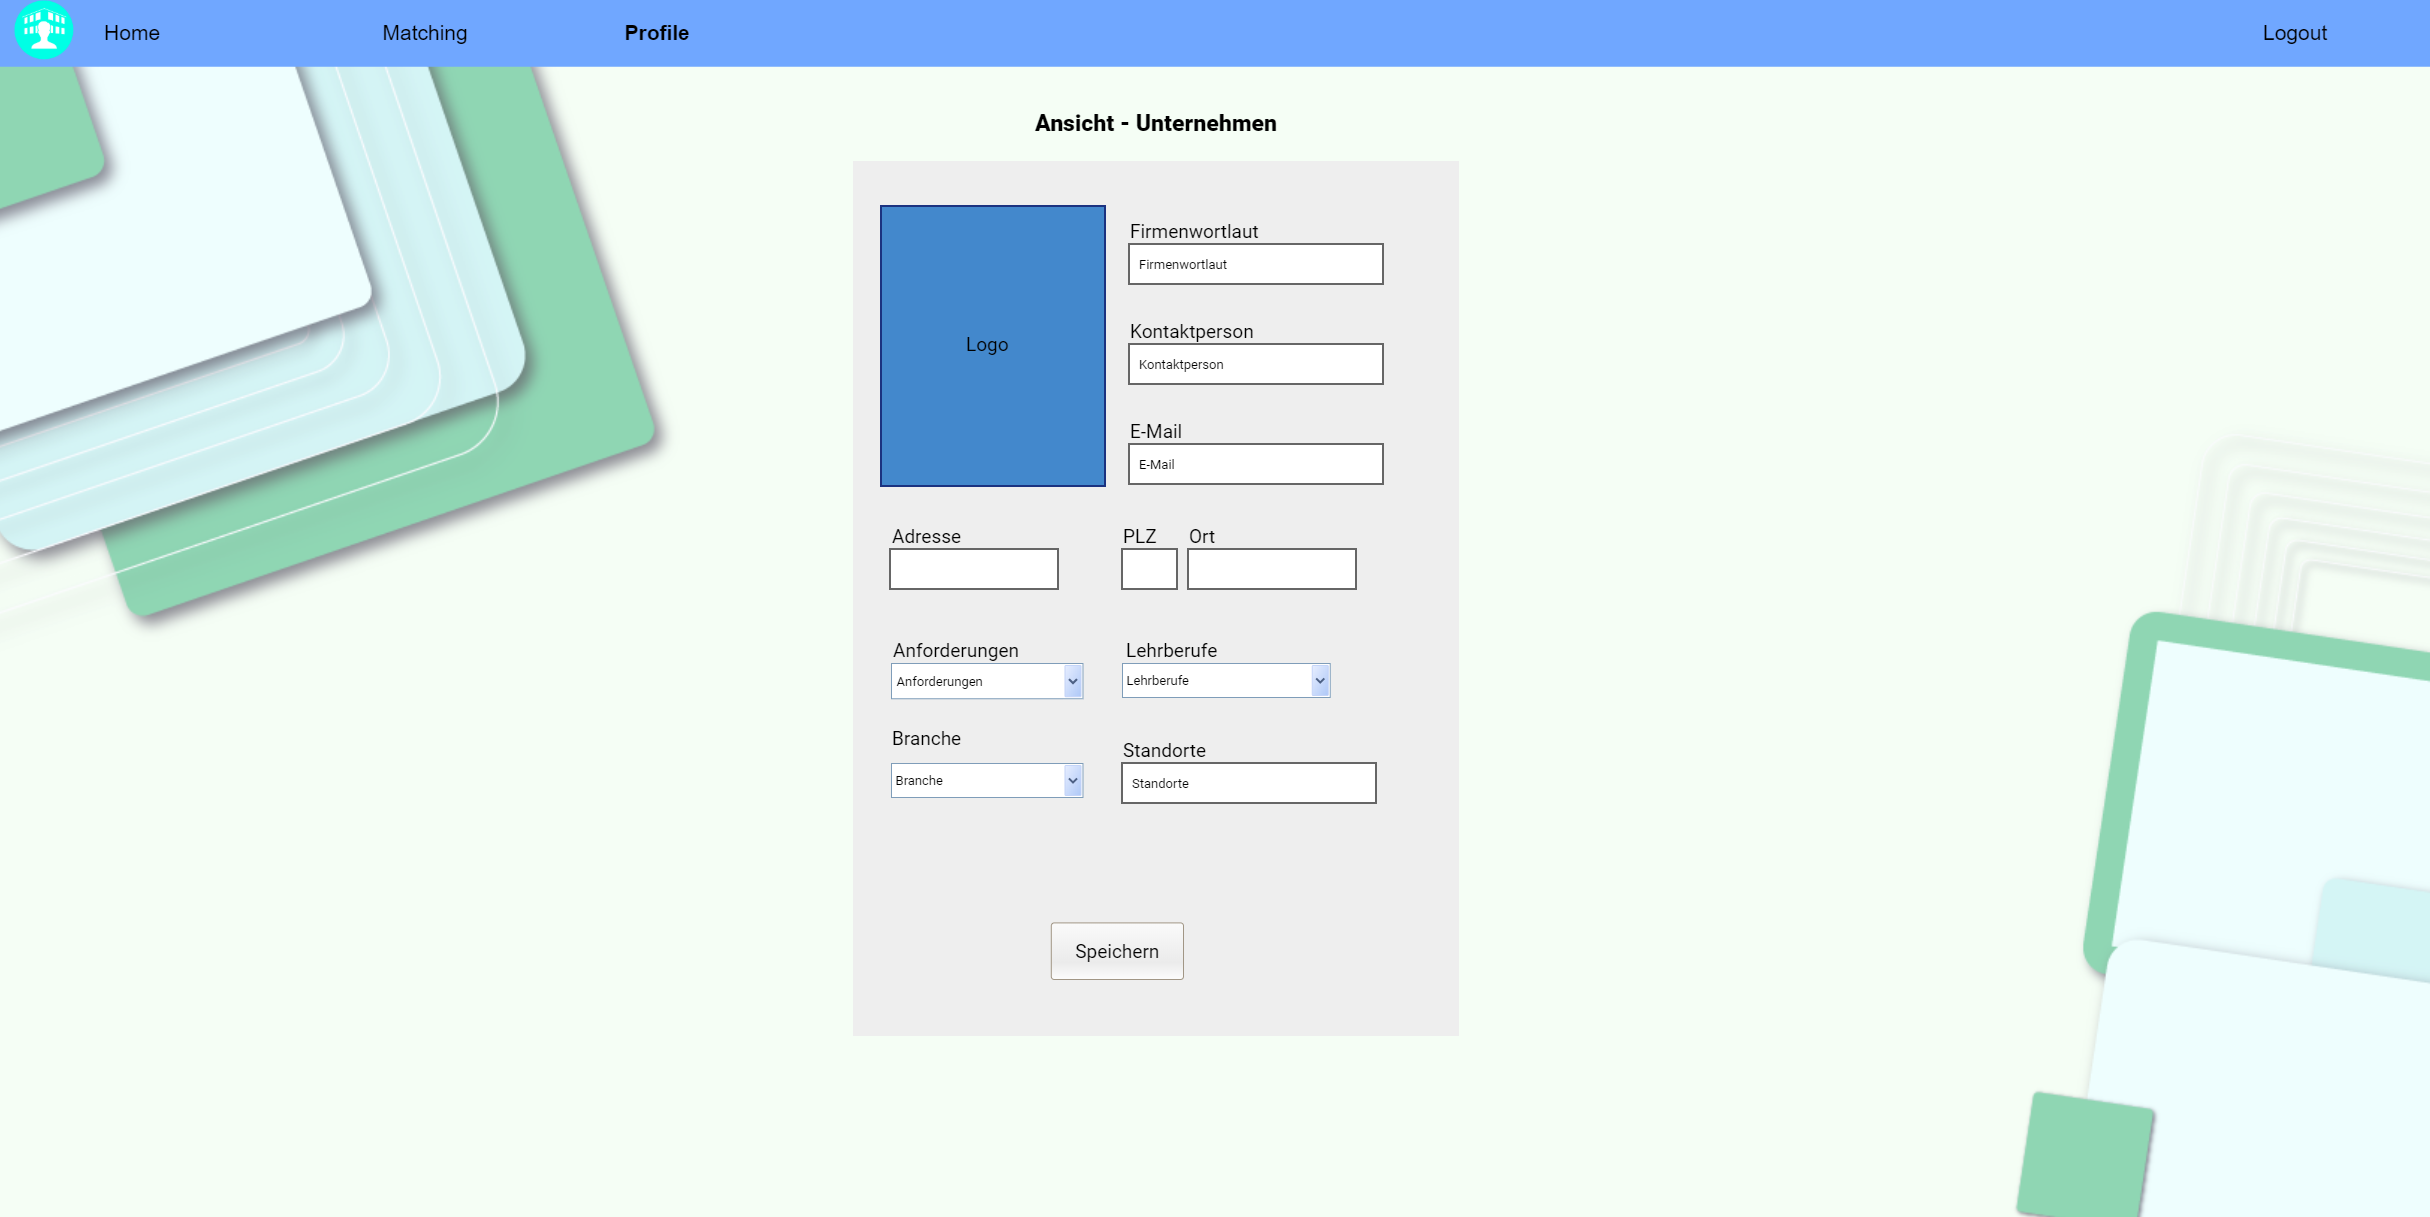 Home
Matching
Profile
Logout
Ansicht - Unternehmen
Logo
Firmenwortlaut
Firmenwortlaut
Kontaktperson
Kontaktperson
E-Mail
E-Mail
Adresse
PLZ
Ort
Anforderungen
Anforderungen
Lehrberufe
Lehrberufe
Branche
Branche
Standorte
Standorte
Speichern